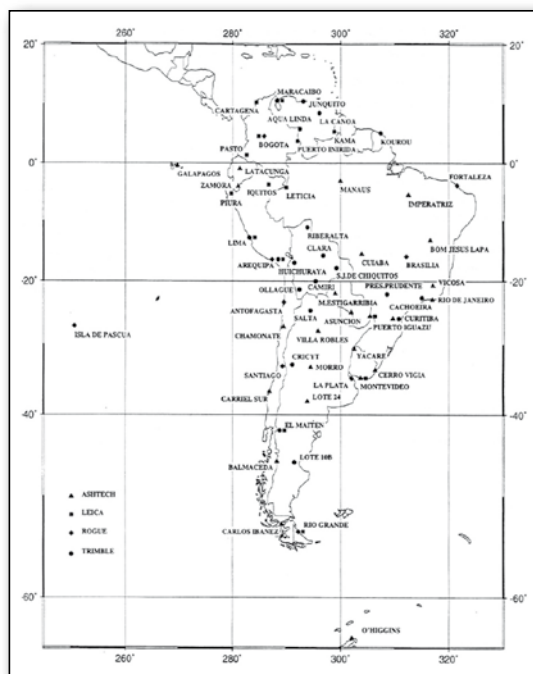 260° 280° 300° 320°
20° 20°
MARACAIBO
CARTAGENA
JUNQUITO
AQUA LINDA
LA CANOA
BOGOTA
KAMA
PASTO
PUERTO INIRIDA
KOUROU
0° 0°
GALAPAGOS
LATACUNGA
FORTALEZA
ZAMORA
IQUITOS
MANAUS
PIURA
LETICIA
IMPERATRIZ
RIBERALTA
LIMA
CLARA
BOM JESUS LAPA
AREQUIPA
CUIABA
BRASILIA
HUICHURAYA
S.J.DE CHIQUITOS
-20° -20°
CAMIRI
VICOSA
OLLAGUE
M.ESTIGARRIBIA
PRES.PRUDENTE
RIO DE JANEIRO
ANTOFAGASTA
CACHOEIRA
SALTA
ASUNCION
CURITIBA
ISLA DE PASCUA
PUERTO IGUAZU
CHAMONATE
VILLA ROBLES
CRICYT
YACARE
SANTIAGO
MORRO
CERRO VIGIA
LA PLATA
MONTEVIDEO
CARRIEL SUR
LOTE 24
-40° -40°
EL MAITEN
BALMACEDA
LOTE 10B
ASHTECH
LEICA
ROGUE
TRIMBLE
CARLOS IBANEZ
RIO GRANDE
-60° -60°
O'HIGGINS
260° 280° 300° 320°